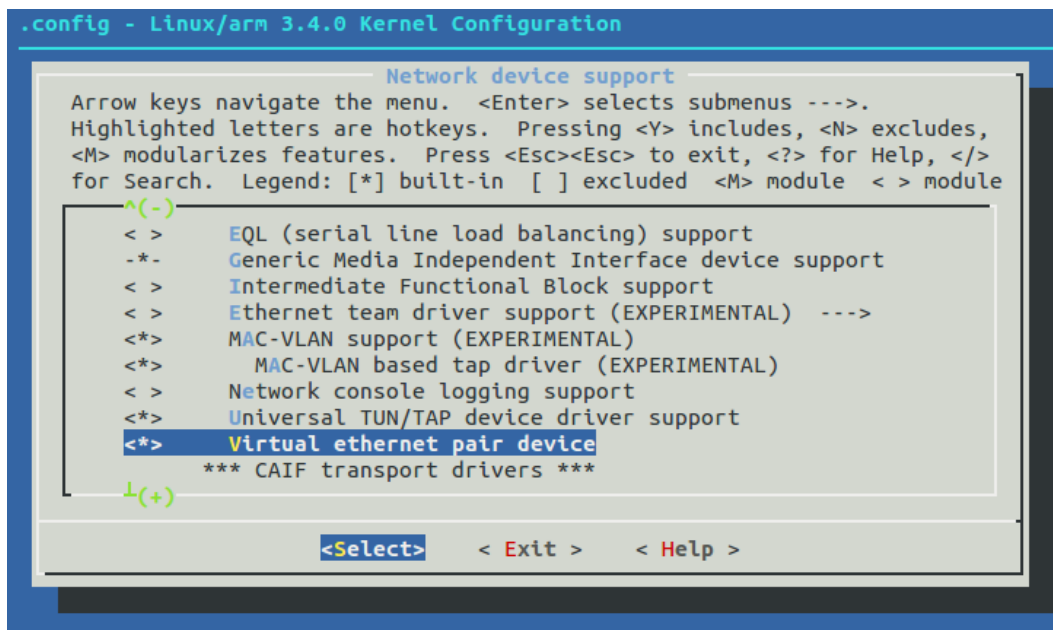 .config - Linux/arm 3.4.0 Kernel Configuration
Network device support
Arrow keys navigate the menu.  <Enter> selects submenus --->.
Highlighted letters are hotkeys.  Pressing <Y> includes, <N> excludes,
<M> modularizes features.  Press <Esc><Esc> to exit, <?> for Help, </>
for Search.  Legend: [*] built-in  [ ] excluded  <M> module  < > module
^(-)
< >     EQL (serial line load balancing) support
-*-     Generic Media Independent Interface device support
< >     Intermediate Functional Block support
< >     Ethernet team driver support (EXPERIMENTAL)  --->
<*>     MAC-VLAN support (EXPERIMENTAL)
<*>       MAC-VLAN based tap driver (EXPERIMENTAL)
< >     Network console logging support
<*>     Universal TUN/TAP device driver support
<*>     Virtual ethernet pair device
*** CAIF transport drivers ***
┴(+)
<Select>    < Exit >    < Help >